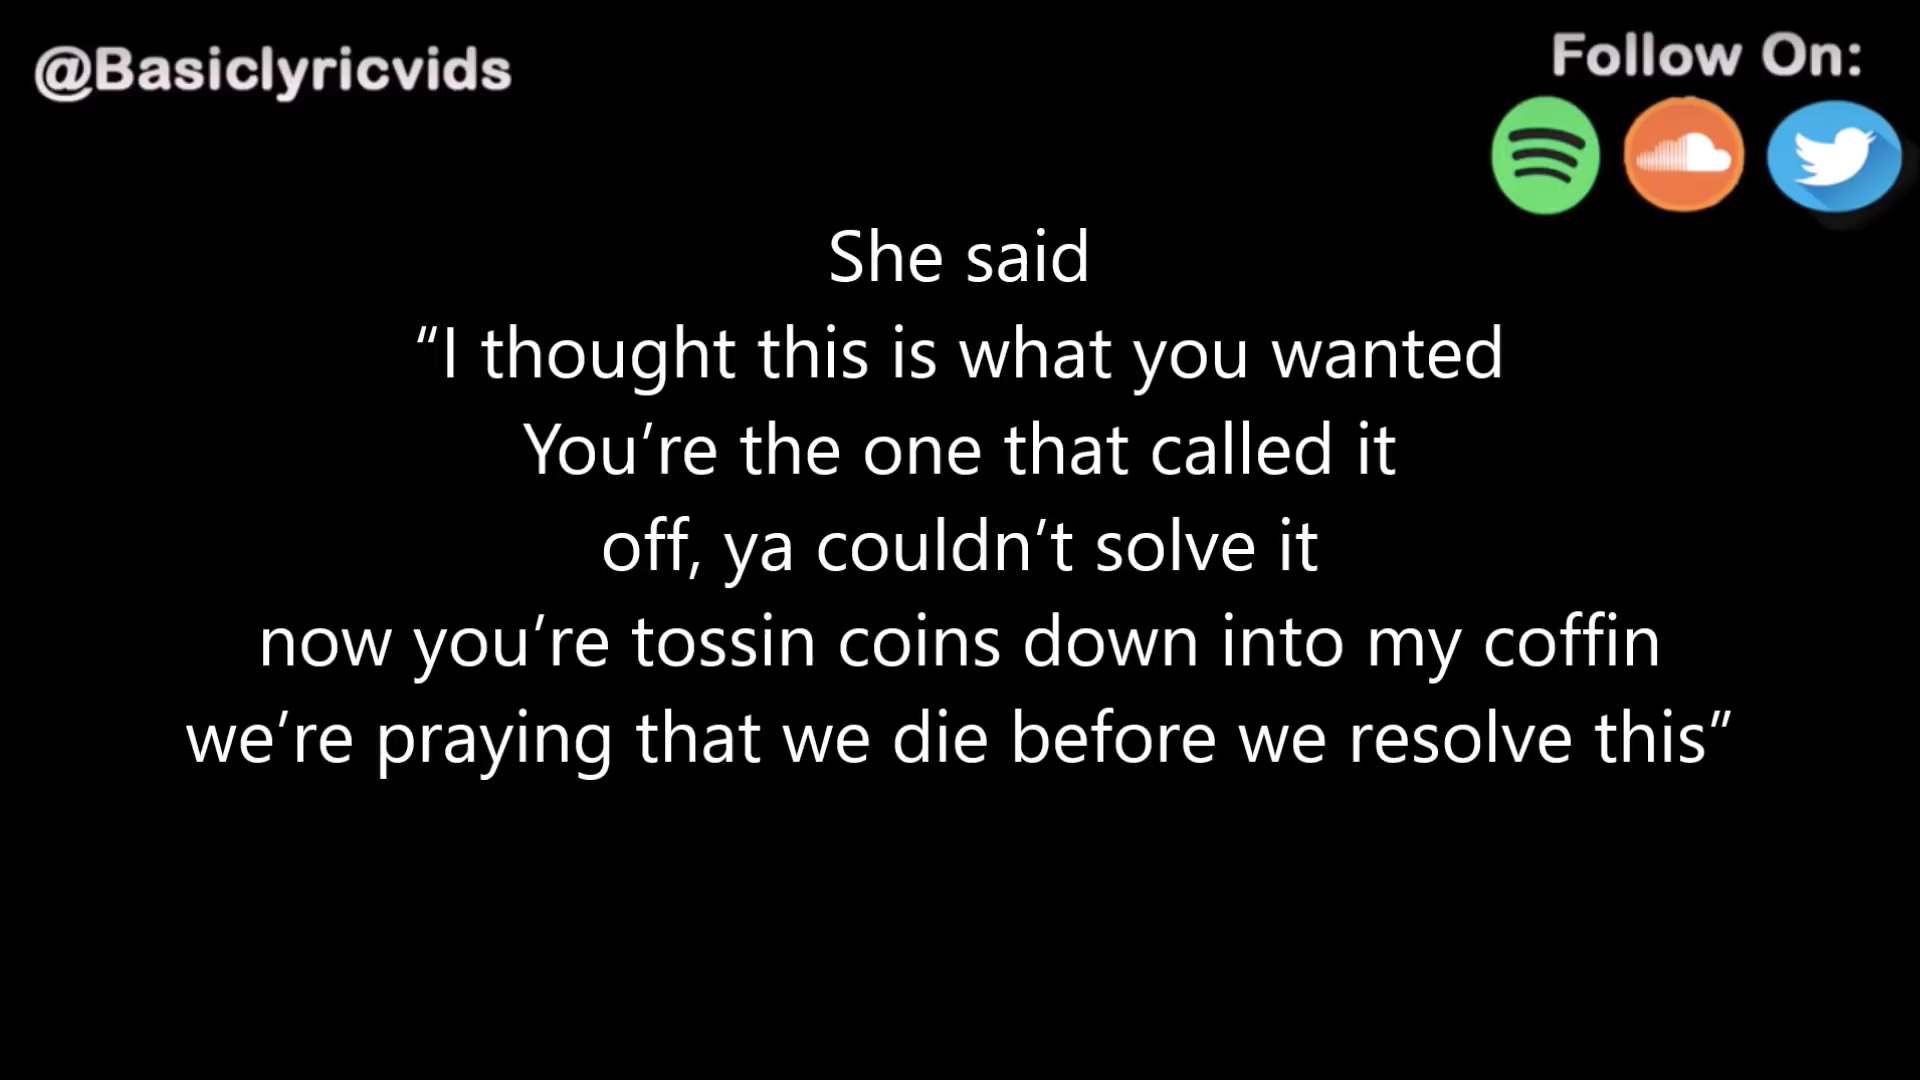 @Basiclyricvids
Follow On:
She said
“I thought this is what you wanted
You’re the one that called it
off, ya couldn’t solve it
now you’re tossin coins down into my coffin
we’re praying that we die before we resolve this”